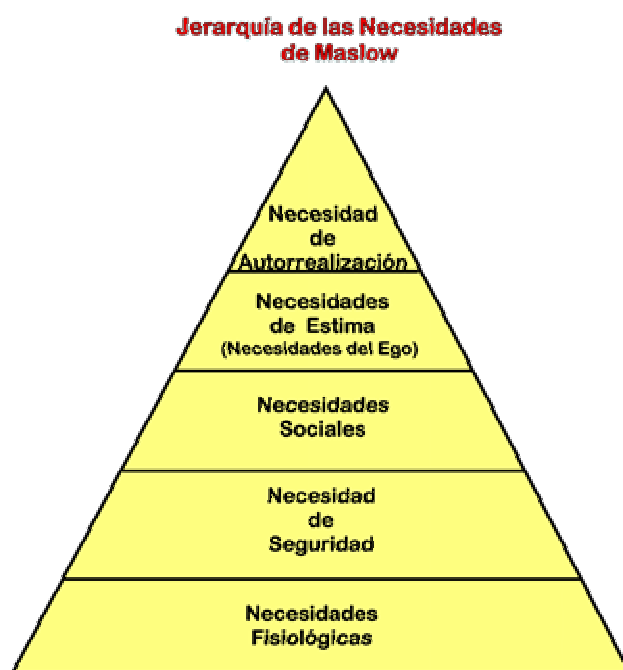 Jerarquía de las Necesidades
de Maslow
Necesidad
de
Autorrealización
Necesidades
de Estima
(Necesidades del Ego)
Necesidades
Sociales
Necesidad
de
Seguridad
Necesidades
Fisiológicas